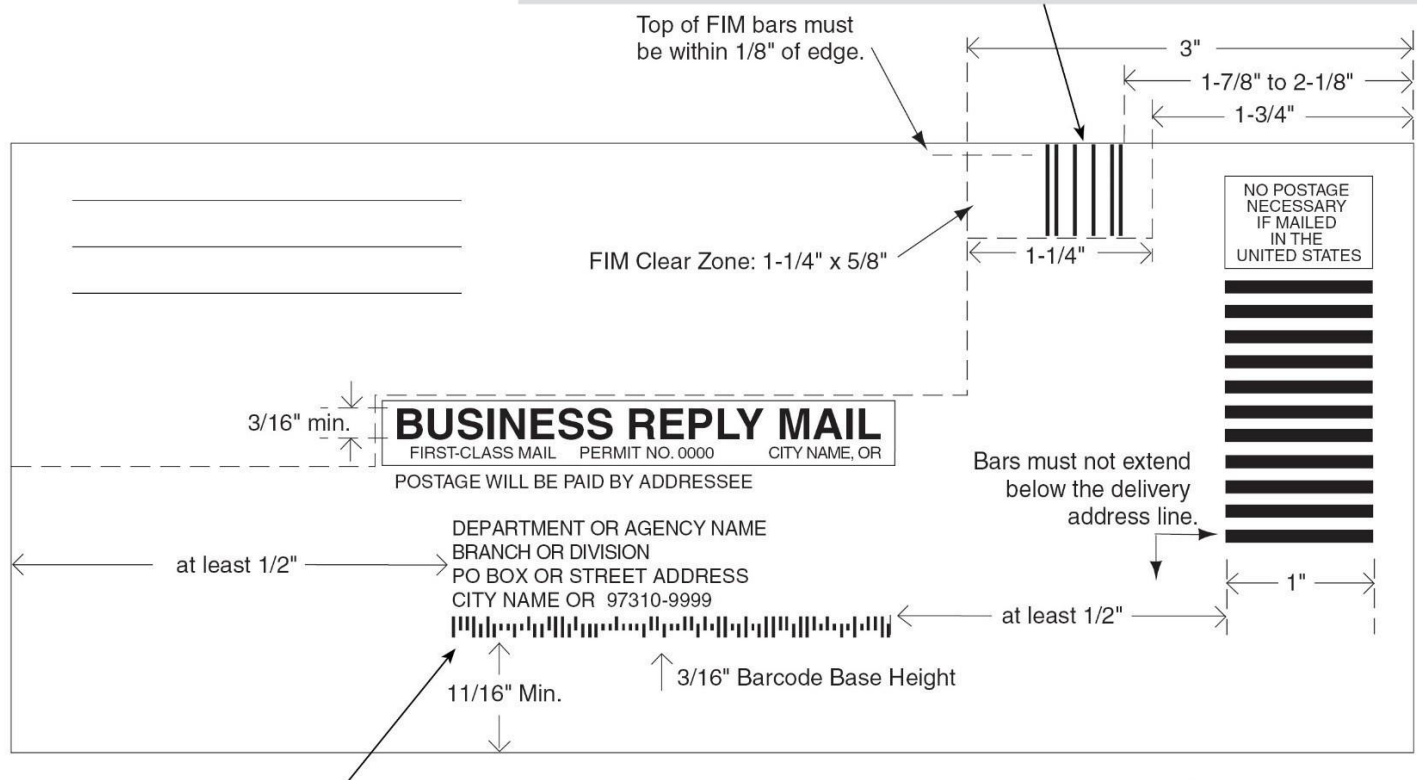 Top of FIM bars must
be within 1/8" of edge.
3"
1-7/8" to 2-1/8"
1-3/4"
NO POSTAGE
NECESSARY
IF MAILED
IN THE
UNITED STATES
FIM Clear Zone: 1-1/4" x 5/8"
1-1/4"
3/16" min.
BUSINESS REPLY MAIL
FIRST-CLASS MAIL PERMIT NO. 0000 CITY NAME, OR
POSTAGE WILL BE PAID BY ADDRESSEE
Bars must not extend
below the delivery
address line.
DEPARTMENT OR AGENCY NAME
BRANCH OR DIVISION
PO BOX OR STREET ADDRESS
CITY NAME OR 97310-9999
at least 1/2"
1"
at least 1/2"
3/16" Barcode Base Height
11/16" Min.